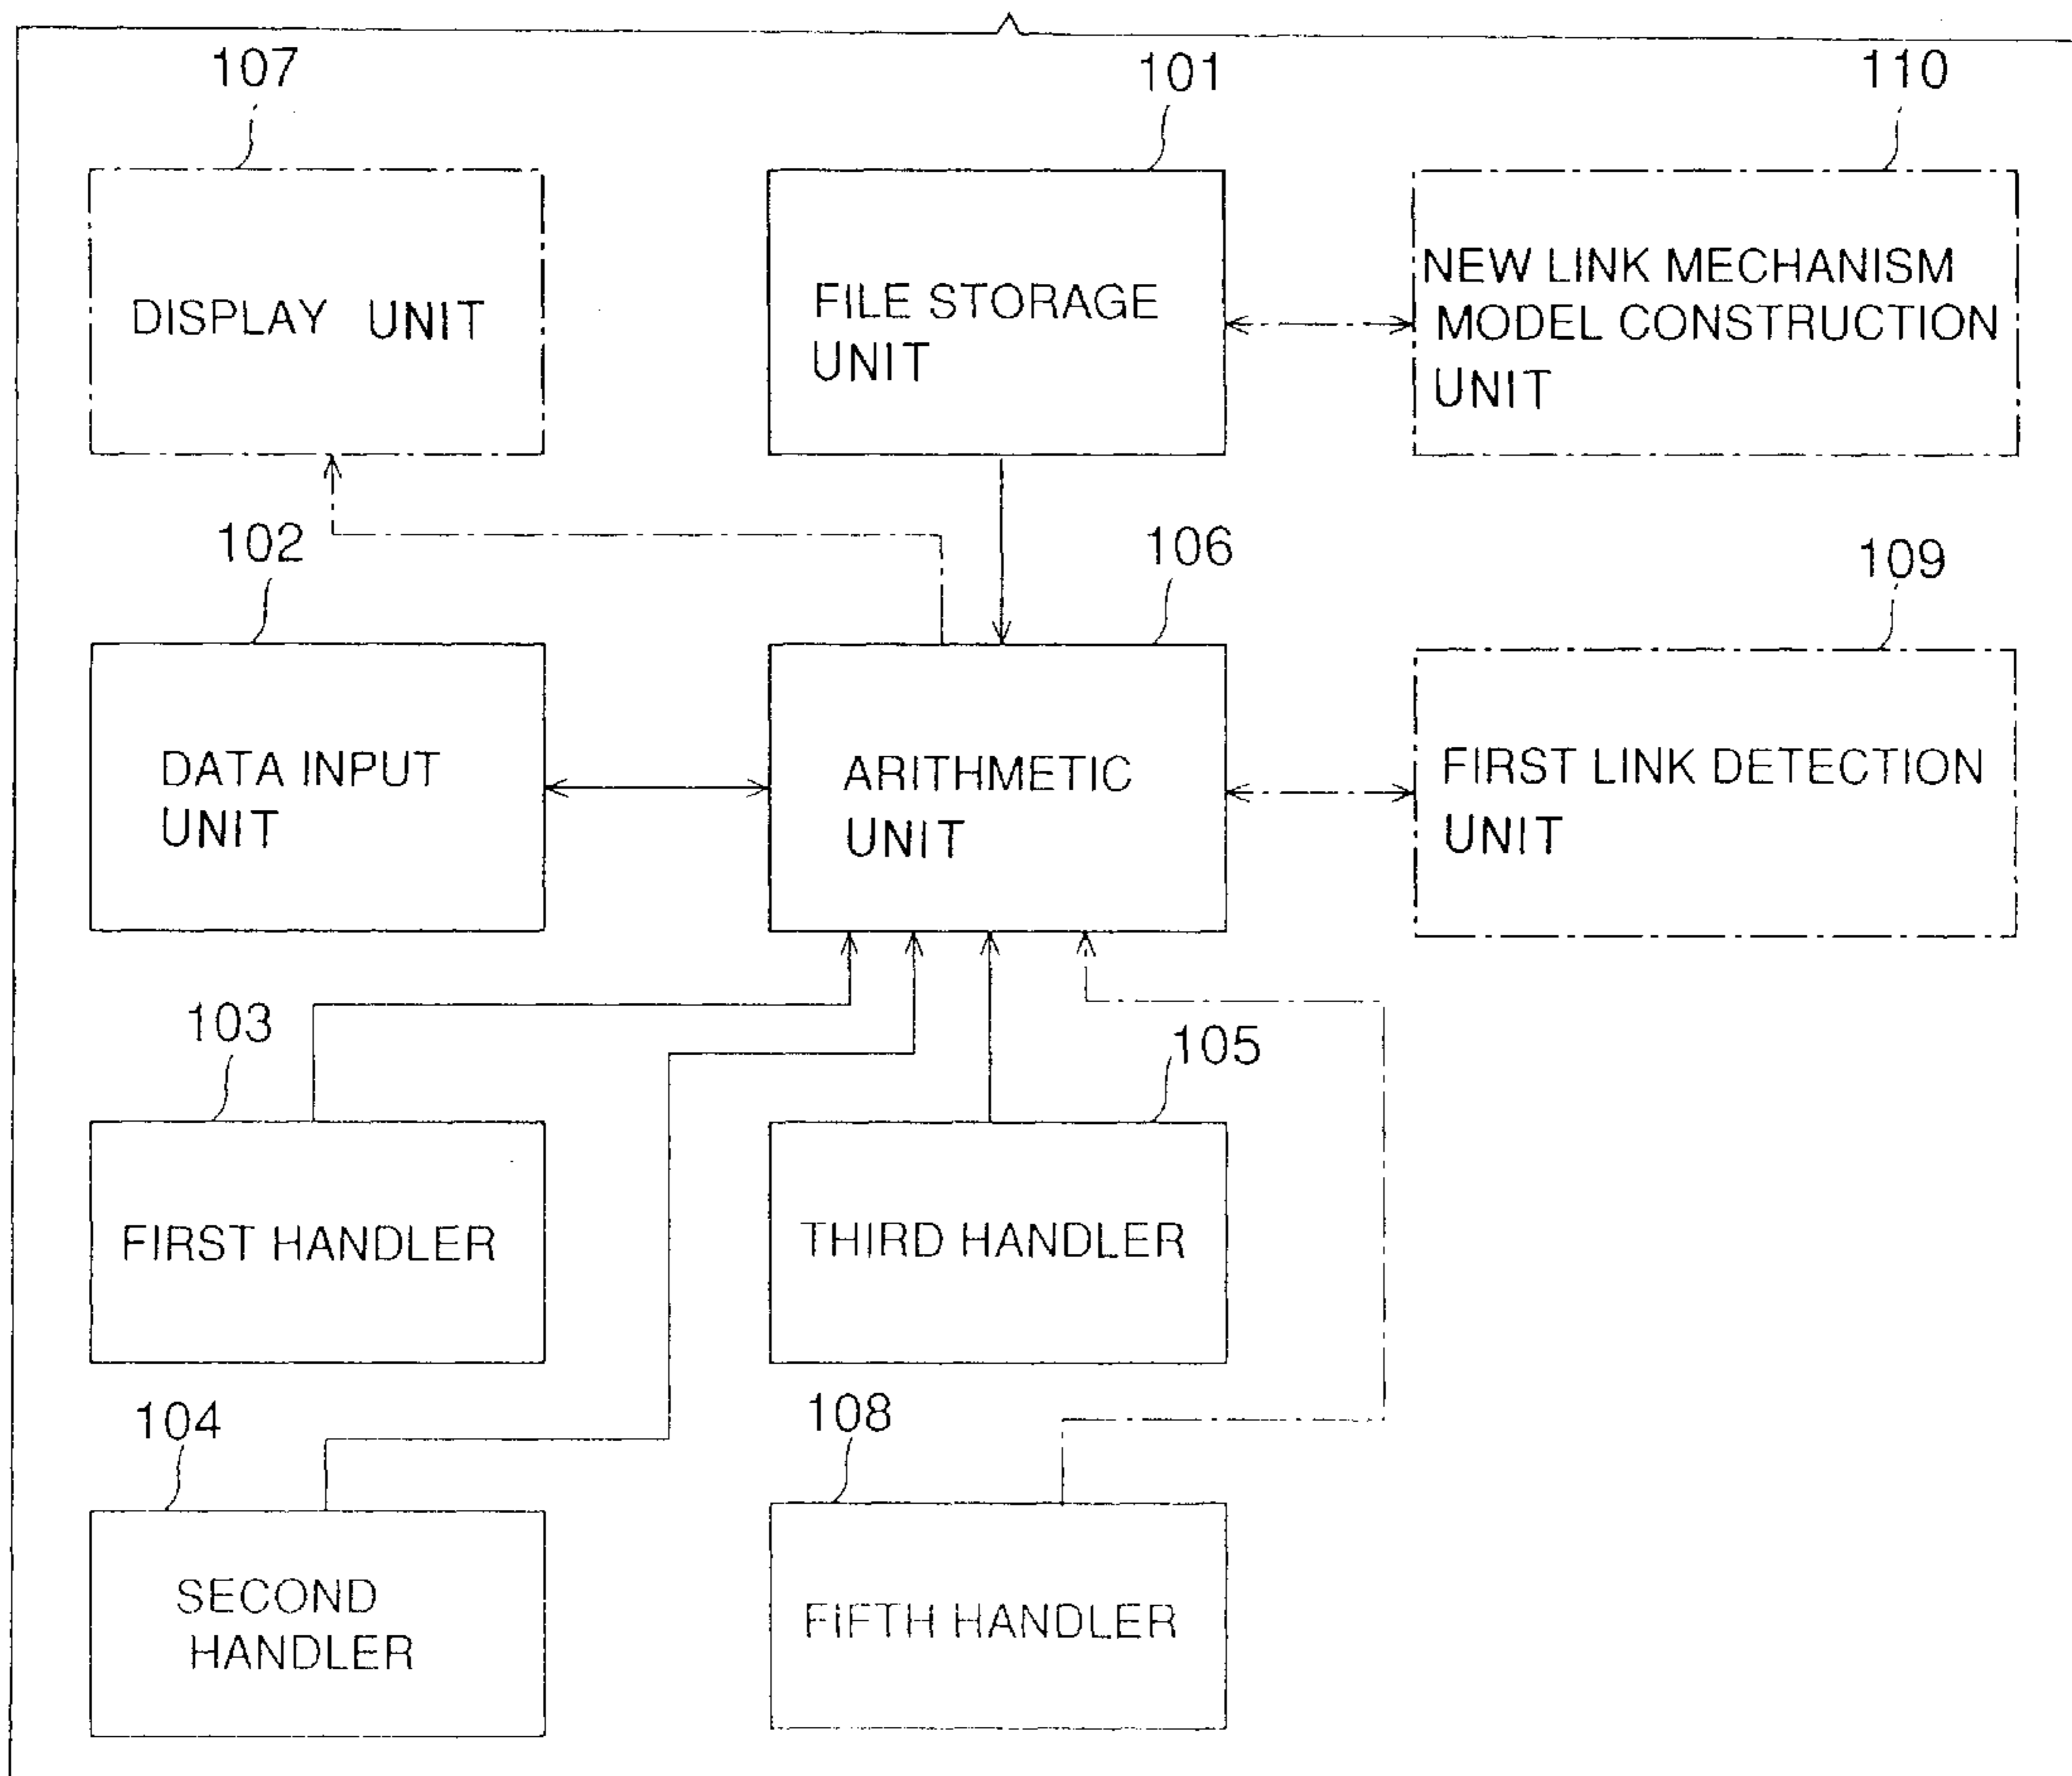 107
101
110
DISPLAY UNIT
FILE STORAGE
UNIT
NEW LINK MECHANISM
MODEL CONSTRUCTION
UNIT
102
106
109
DATA INPUT
UNIT
ARITHMETIC
UNIT
FIRST LINK DETECTION
UNIT
103
105
FIRST HANDLER
THIRD HANDLER
104
108
SECOND
HANDLER
FIFTH HANDLER